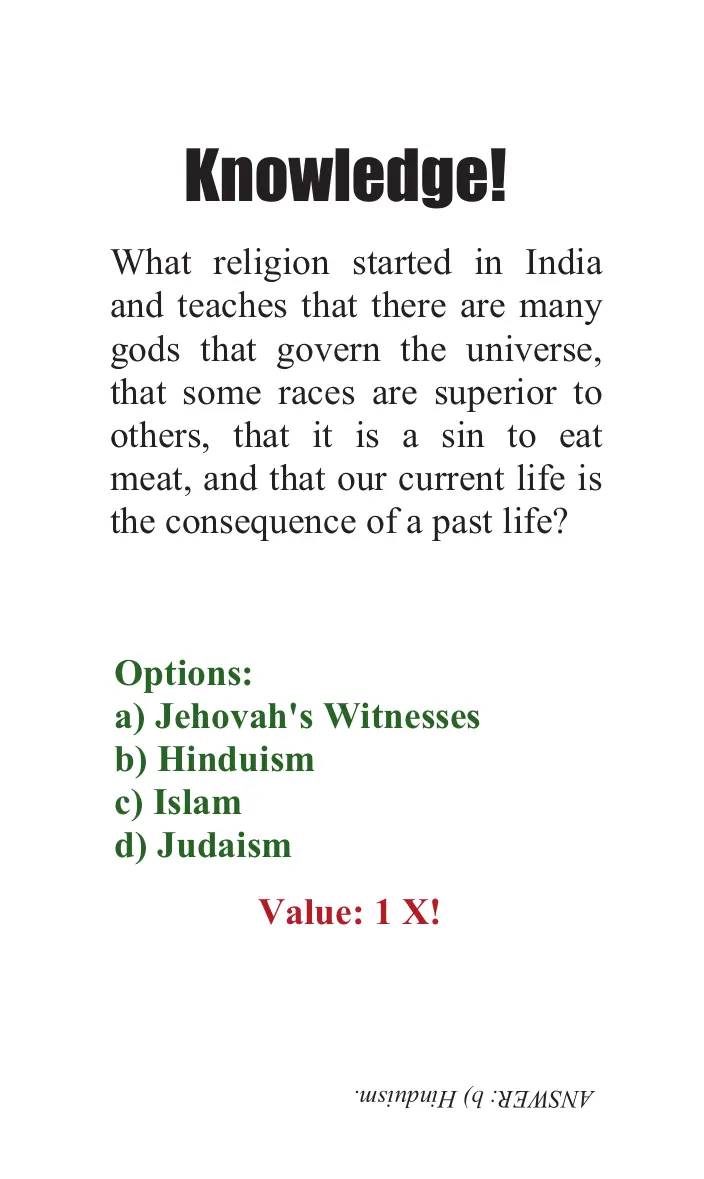 Knowledge!
What religion started in India
and teaches that there are many
gods that govern the universe,
that some races are superior to
others, that it is a sin to eat
meat, and that our current life is
the consequence of a past life?
Options:
a) Jehovah's Witnesses
b) Hinduism
c) Islam
d) Judaism
Value: 1 X!
ANSWER: b) Hinduism.